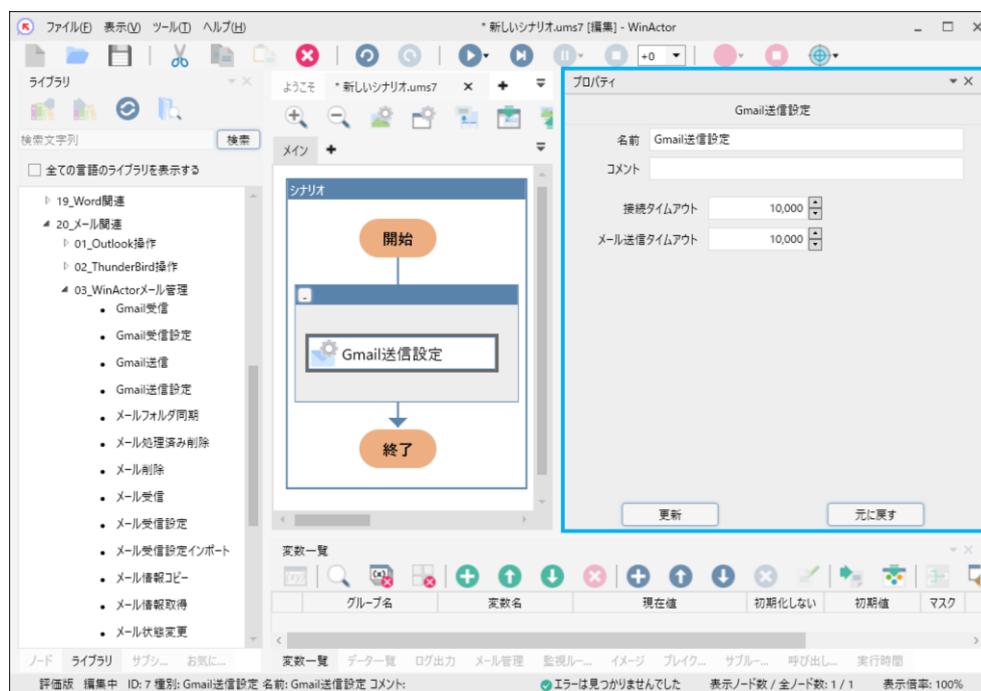 ファイル(F) 表示(V) ツール(T) ヘルプ(H)
* 新しいシナリオ.ums7 [編集] - WinActor
+0
ライブラリ
検索文字列
検索
全ての言語のライブラリを表示する
19_Word関連
20_メール関連
01_Outlook操作
02_ThunderBird操作
03_WinActorメール管理
Gmail受信
Gmail受信設定
Gmail送信
Gmail送信設定
メールフォルダ同期
メール処理済み削除
メール削除
メール受信
メール受信設定
メール受信設定インポート
メール情報コピー
メール情報取得
メール状態変更
ノード ライブラリ サブシ... お気に...
ようこそ * 新しいシナリオ.ums7
メイン
シナリオ
開始
Gmail送信設定
終了
プロパティ
Gmail送信設定
名前 Gmail送信設定
コメント
接続タイムアウト 10,000
メール送信タイムアウト 10,000
更新 元に戻す
変数一覧
グループ名 変数名 現在値 初期化しない 初期値 マスク
変数一覧 データ一覧 ログ出力 メール管理 監視ルー... イメージ ブレイク... サブルー... 呼び出し... 実行時間
評価版 編集中 ID: 7 種別: Gmail送信設定 名前: Gmail送信設定 コメント: エラーは見つかりませんでした 表示ノード数 / 全ノード数: 1 / 1 表示倍率: 100%